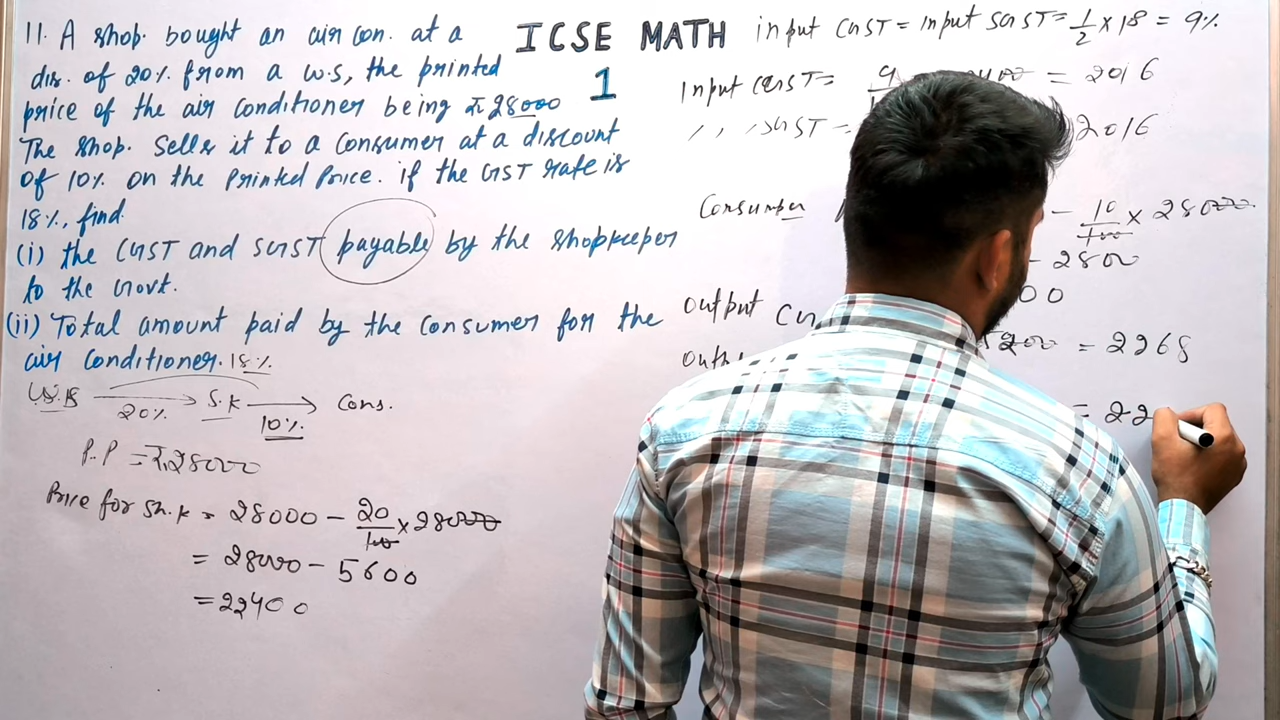 11. A shop. bought an air con. at a
dis. of 20% from a w.s, the printed
price of the air conditioner being ₹28000
The shop. sells it to a consumer at a discount
of 10% on the printed price. if the GST rate is
18%, find
(i) the CGST and SGST payable by the shopkeeper
to the Govt.
(ii) Total amount paid by the consumer for the
air conditioner. 18%
W.S 20% S.K 10% Cons.
P.P = ₹28000
Price for sh.k = 28000 - 20/100 x 28000
= 28000 - 5600
= 22400
ICSE MATH
1
input CGST = input SGST = 1/2 x 18 = 9%
input CGST = 9 = 2016
,, ,, SGST = 2016
Consumer - 10/100 x 28000
- 2800
00
output = 2268
= 22